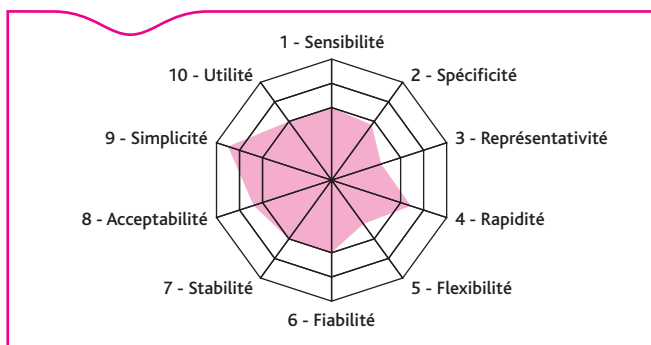 1 - Sensibilité
2 - Spécificité
3 - Représentativité
4 - Rapidité
5 - Flexibilité
6 - Fiabilité
7 - Stabilité
8 - Acceptabilité
9 - Simplicité
10 - Utilité